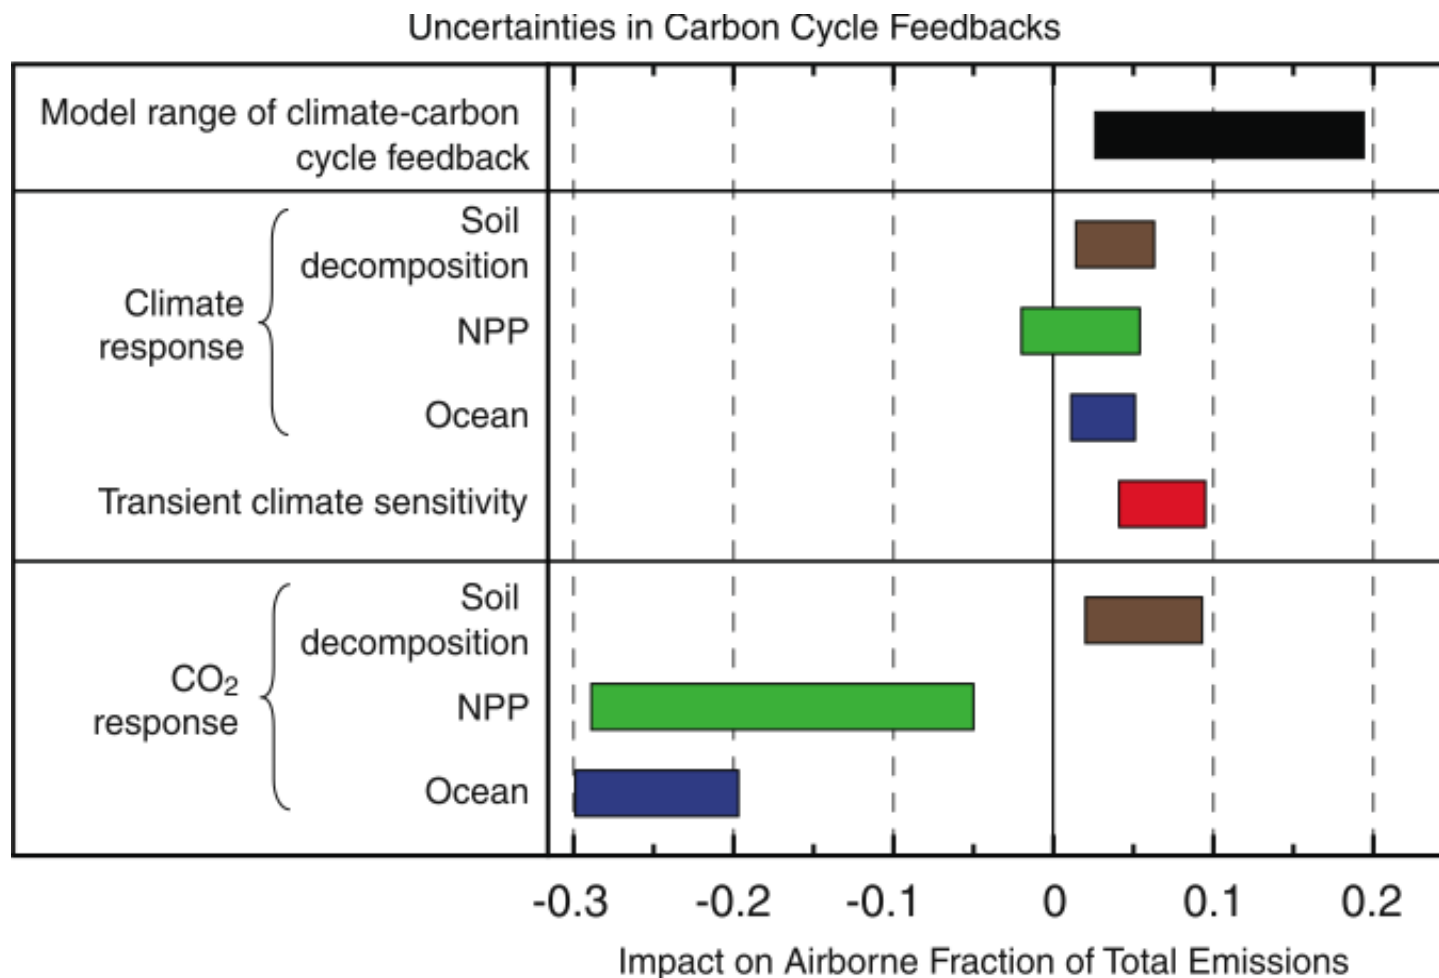 Uncertainties in Carbon Cycle Feedbacks
Model range of climate-carbon
cycle feedback
Climate
response
Soil
decomposition
NPP
Ocean
Transient climate sensitivity
CO₂
response
Soil
decomposition
NPP
Ocean
-0.3 -0.2 -0.1 0 0.1 0.2
Impact on Airborne Fraction of Total Emissions